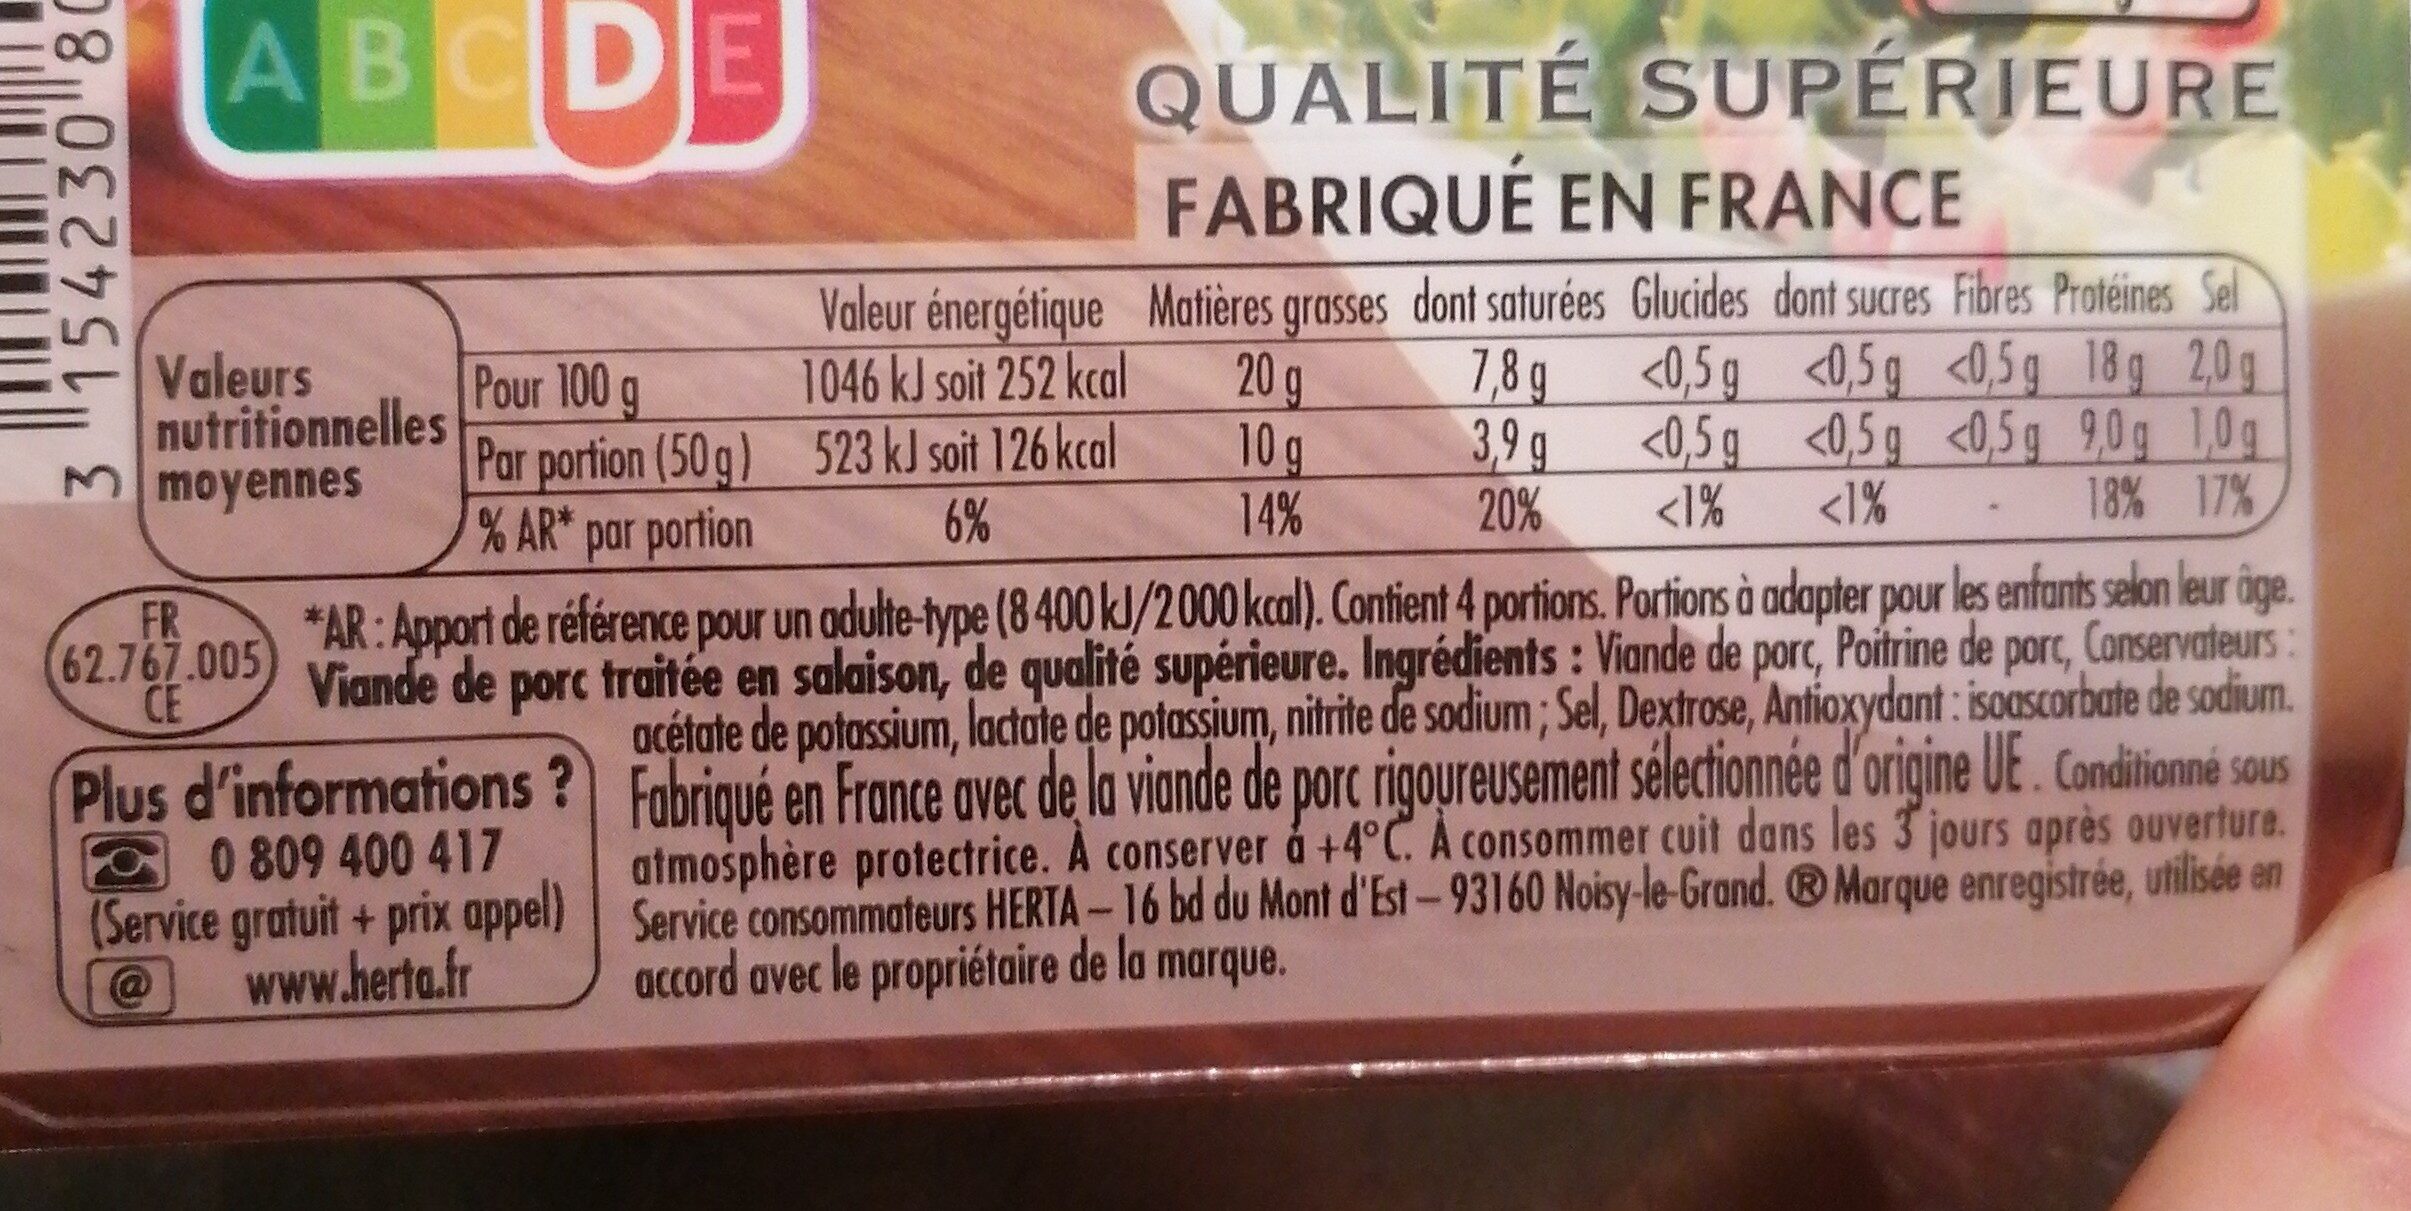 A B C D E
3 154230 80
QUALITÉ SUPÉRIEURE
FABRIQUÉ EN FRANCE
Valeurs nutritionnelles moyennes
Valeur énergétique Matières grasses dont saturées Glucides dont sucres Fibres Protéines Sel
Pour 100 g 1046 kJ soit 252 kcal 20 g 7,8 g <0,5 g <0,5 g <0,5 g 18 g 2,0 g
Par portion (50 g) 523 kJ soit 126 kcal 10 g 3,9 g <0,5 g <0,5 g <0,5 g 9,0 g 1,0 g
% AR* par portion 6% 14% 20% <1% <1% - 18% 17%
FR
62.767.005
CE
*AR : Apport de référence pour un adulte-type (8 400 kJ/2 000 kcal). Contient 4 portions. Portions à adapter pour les enfants selon leur âge.
Viande de porc traitée en salaison, de qualité supérieure. Ingrédients : Viande de porc, Poitrine de porc, Conservateurs :
acétate de potassium, lactate de potassium, nitrite de sodium ; Sel, Dextrose, Antioxydant : isoascorbate de sodium.
Fabriqué en France avec de la viande de porc rigoureusement sélectionnée d'origine UE. Conditionné sous
atmosphère protectrice. À conserver à +4°C. À consommer cuit dans les 3 jours après ouverture.
Service consommateurs HERTA – 16 bd du Mont d'Est – 93160 Noisy-le-Grand. ® Marque enregistrée, utilisée en
accord avec le propriétaire de la marque.
Plus d'informations ?
0 809 400 417
(Service gratuit + prix appel)
@ www.herta.fr